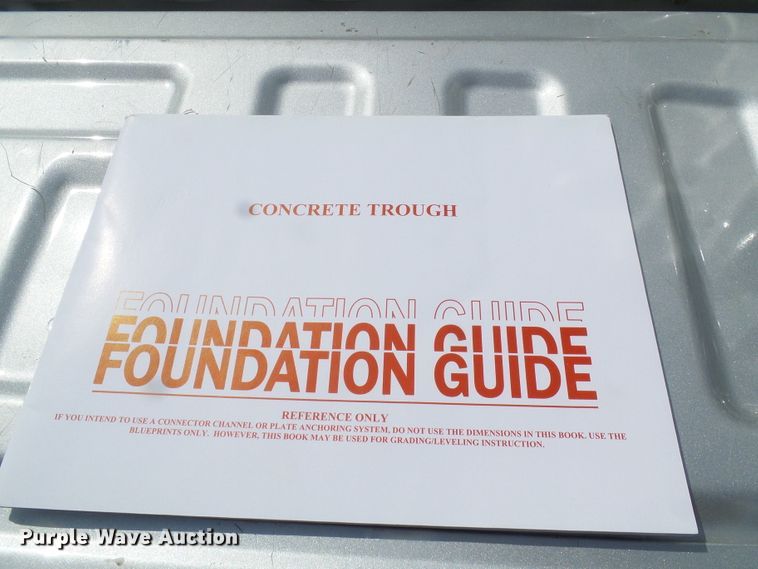 CONCRETE TROUGH
FOUNDATION GUIDE
FOUNDATION GUIDE
FOUNDATION GUIDE
REFERENCE ONLY
IF YOU INTEND TO USE A CONNECTOR CHANNEL OR PLATE ANCHORING SYSTEM, DO NOT USE THE DIMENSIONS IN THIS BOOK. USE THE
BLUEPRINTS ONLY. HOWEVER, THIS BOOK MAY BE USED FOR GRADING/LEVELING INSTRUCTION.
Purple Wave Auction